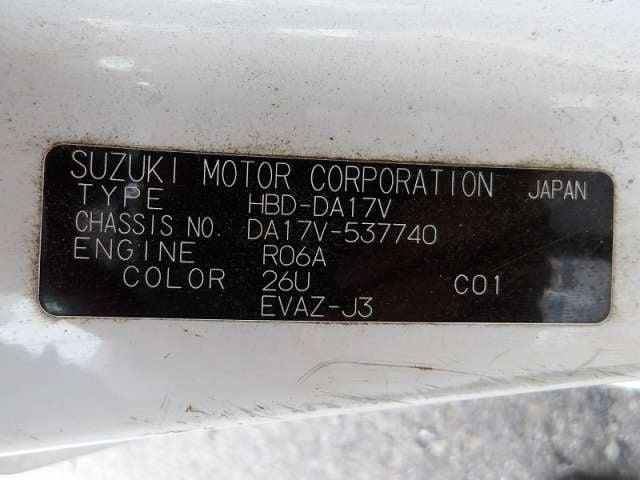 SUZUKI MOTOR CORPORATION JAPAN
TYPE HBD-DA17V
CHASSIS NO. DA17V-537740
ENGINE R06A
COLOR 26U C01
EVAZ-J3